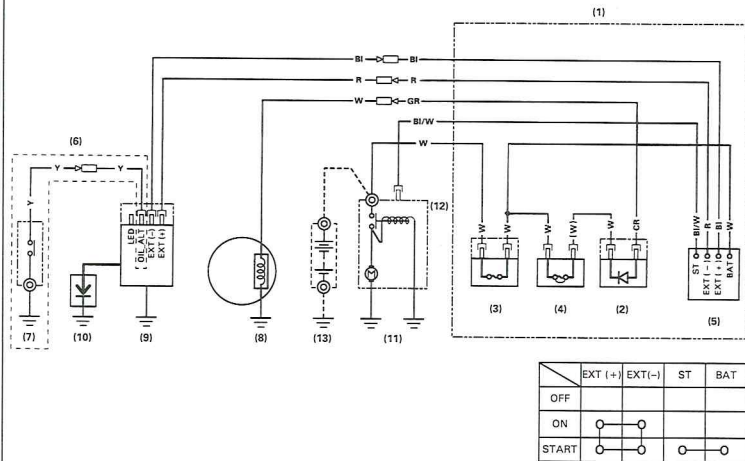 (1)
Bl Bl
R R
W GR
Bl/W
W
(6)
Y Y
Y
(12)
LED
OIL ALT
EXT (−)
EXT (+)
W
W
W
(W)
W
GR
Bl/W
R
Bl
W
ST
EXT (−)
EXT (+)
BAT
M
(3) (4) (2) (5)
(7) (10) (9) (8) (13) (11)
EXT (+) EXT(−) ST BAT
OFF
ON
START